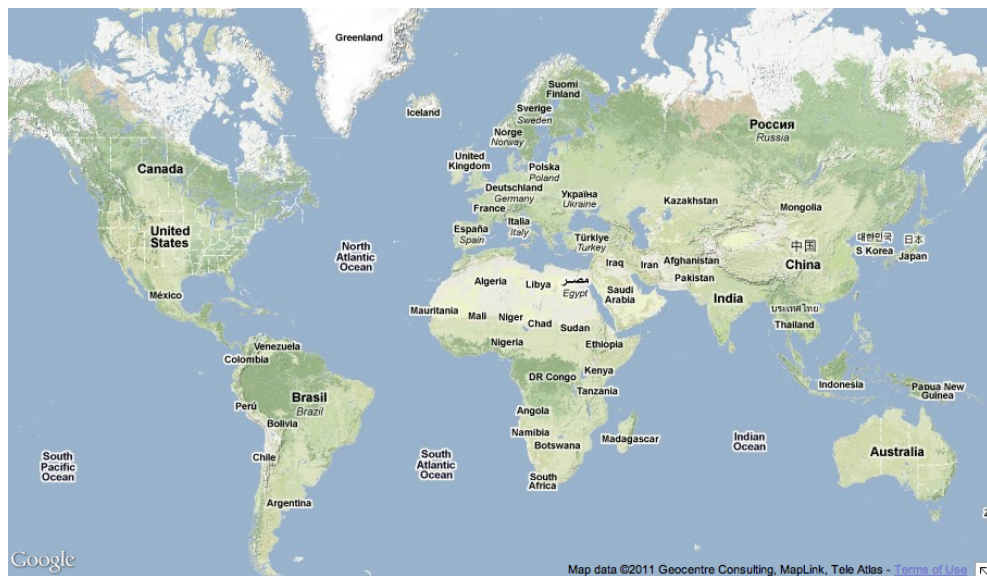 Greenland
Iceland
Suomi
Finland
Sverige
Sweden
Norge
Norway
Россия
Russia
Canada
United
Kingdom
Polska
Poland
Deutschland
Germany
Україна
Ukraine
France
Kazakhstan
Mongolia
United
States
España
Spain
Italia
Italy
Türkiye
Turkey
North
Atlantic
Ocean
中国
China
대한민국
S Korea
日本
Japan
Iraq
Iran
Afghanistan
Pakistan
México
Algeria
Libya
مصر
Egypt
Saudi
Arabia
India
ประเทศไทย
Thailand
Mauritania
Mali
Niger
Chad
Sudan
Nigeria
Ethiopia
Venezuela
Colombia
DR Congo
Kenya
Tanzania
Indonesia
Papua New
Guinea
Perú
Brasil
Brazil
Bolivia
Angola
Namibia
Botswana
Madagascar
Indian
Ocean
Australia
South
Pacific
Ocean
Chile
South
Atlantic
Ocean
South
Africa
Argentina
Google
Map data ©2011 Geocentre Consulting, MapLink, Tele Atlas - Terms of Use